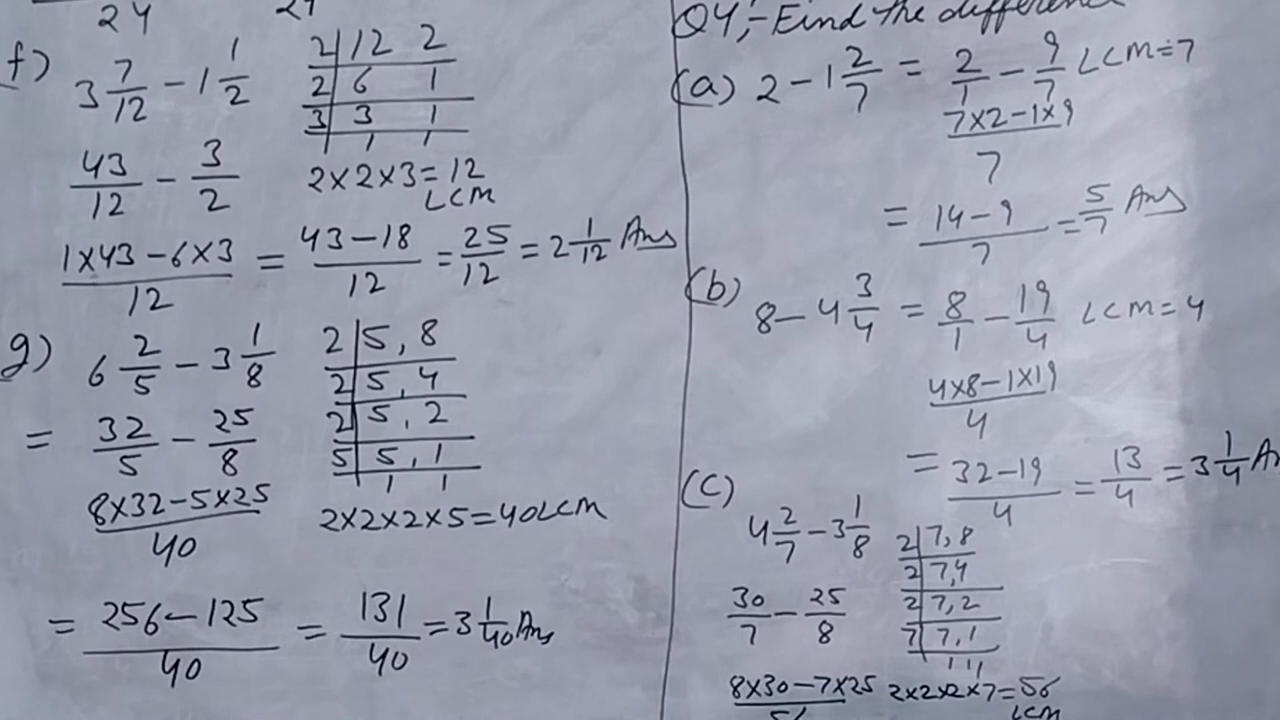 24
24
f) 3 7/12 - 1 1/2
2 | 12 2
2 | 6 1
3 | 3 1
1 1
43/12 - 3/2
2×2×3=12
LCM
1×43-6×3/12 = 43-18/12 = 25/12 = 2 1/12 Ans
g) 6 2/5 - 3 1/8
2 | 5, 8
2 | 5, 4
2 | 5, 2
5 | 5, 1
1 1
= 32/5 - 25/8
8×32-5×25/40
2×2×2×5=40LCM
= 256-125/40 = 131/40 = 3 1/40 Ans
Q4,-Find the difference
(a) 2 - 1 2/7 = 2/1 - 9/7 LCM=7
7×2-1×9/7
= 14-9/7 = 5/7 Ans
(b) 8 - 4 3/4 = 8/1 - 19/4 LCM=4
4×8-1×19/4
= 32-19/4 = 13/4 = 3 1/4 An
(C) 4 2/7 - 3 1/8
2 | 7, 8
2 | 7, 4
2 | 7, 2
7 | 7, 1
1 1,
30/7 - 25/8
8×30-7×25/56
2×2×2×7=56
LCM